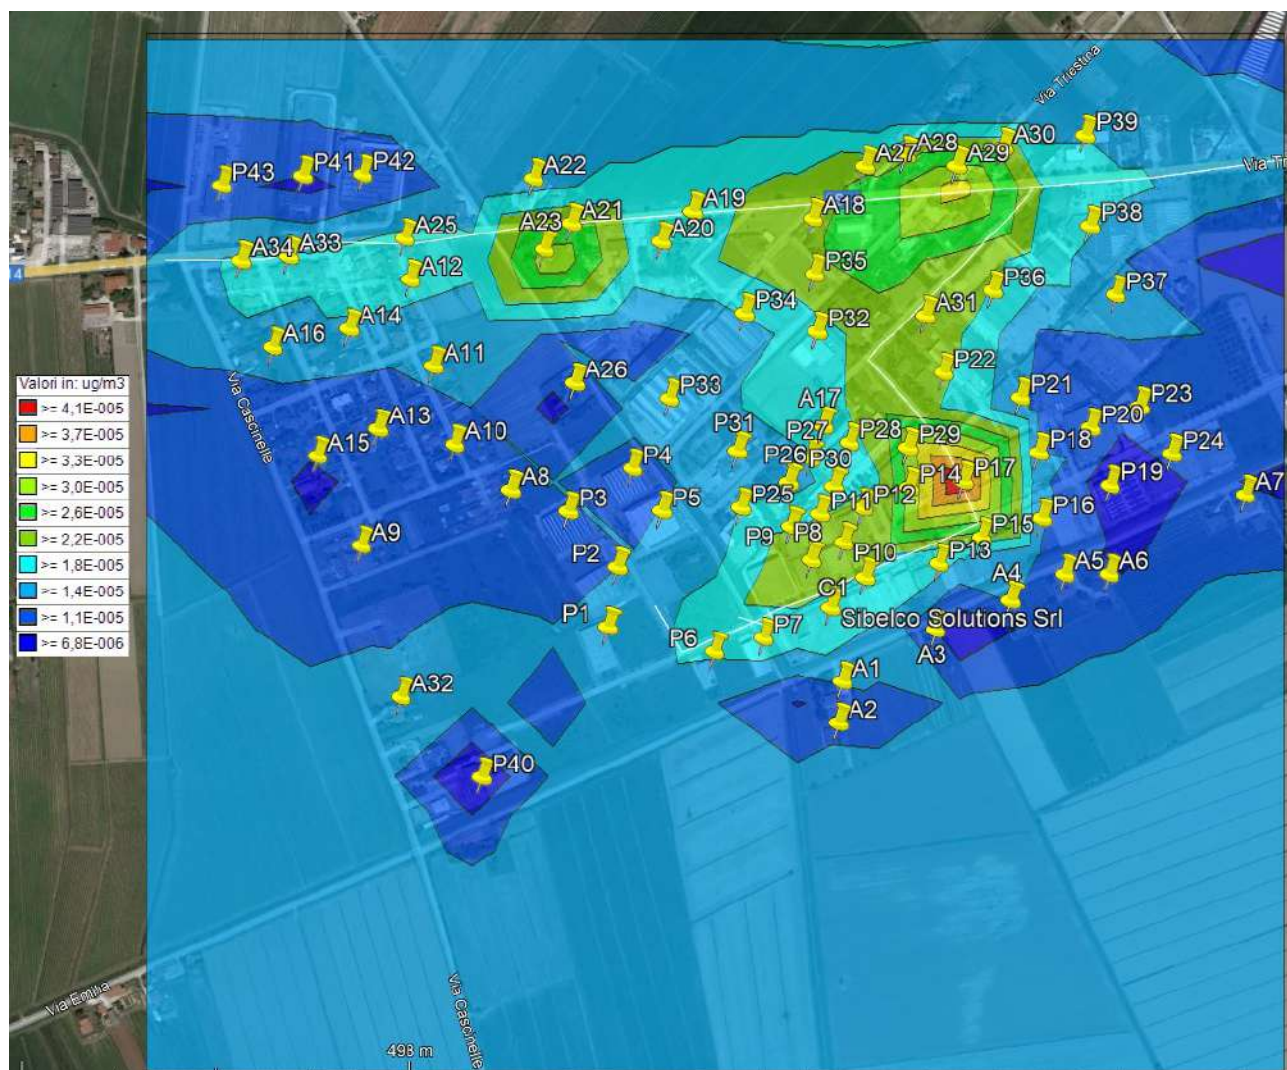 Via Triestina
P39
A30
A28
A27
A29
Via Tr
P43
P41
P42
A22
A19
A18
P38
A21
A23
A20
A25
A33
A34
14
A12
P35
P36
P37
P34
A31
P32
A14
A16
A11
P22
Valori in: ug/m3
>= 4,1E-005
>= 3,7E-005
>= 3,3E-005
>= 3,0E-005
>= 2,6E-005
>= 2,2E-005
>= 1,8E-005
>= 1,4E-005
>= 1,1E-005
>= 6,8E-006
Via Cascinelle
A26
P33
P21
P23
A13
A17
P20
A15
A10
P31
P27
P28
P29
P18
P24
P4
P26
P30
A8
P3
P5
P25
P14
P17
P19
A7
P11
P12
P16
A9
P9
P8
P15
P2
P10
P13
A5
A6
C1
A4
P1
Sibelco Solutions Srl
P6
P7
A3
A1
A32
A2
P40
Via Emilia
Via Cascinelle
493 m